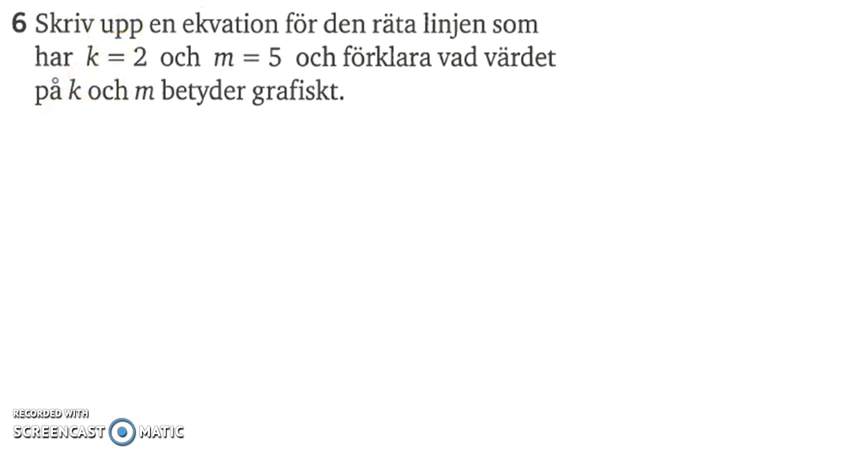 6 Skriv upp en ekvation för den räta linjen som
har k = 2 och m = 5 och förklara vad värdet
på k och m betyder grafiskt.
RECORDED WITH
SCREENCAST MATIC